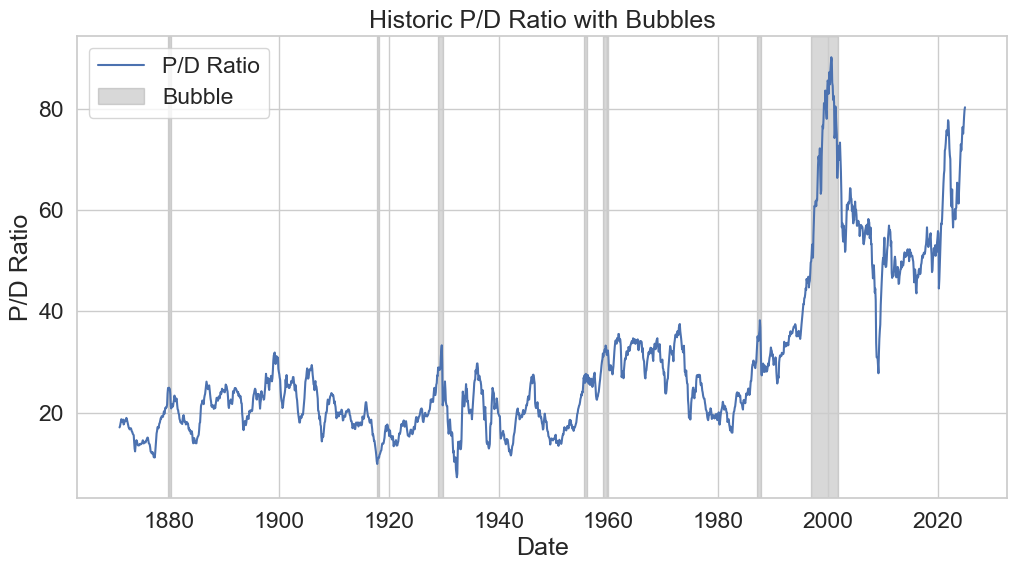 Historic P/D Ratio with Bubbles
P/D Ratio
Bubble
P/D Ratio
80
60
40
20
1880 1900 1920 1940 1960 1980 2000 2020
Date